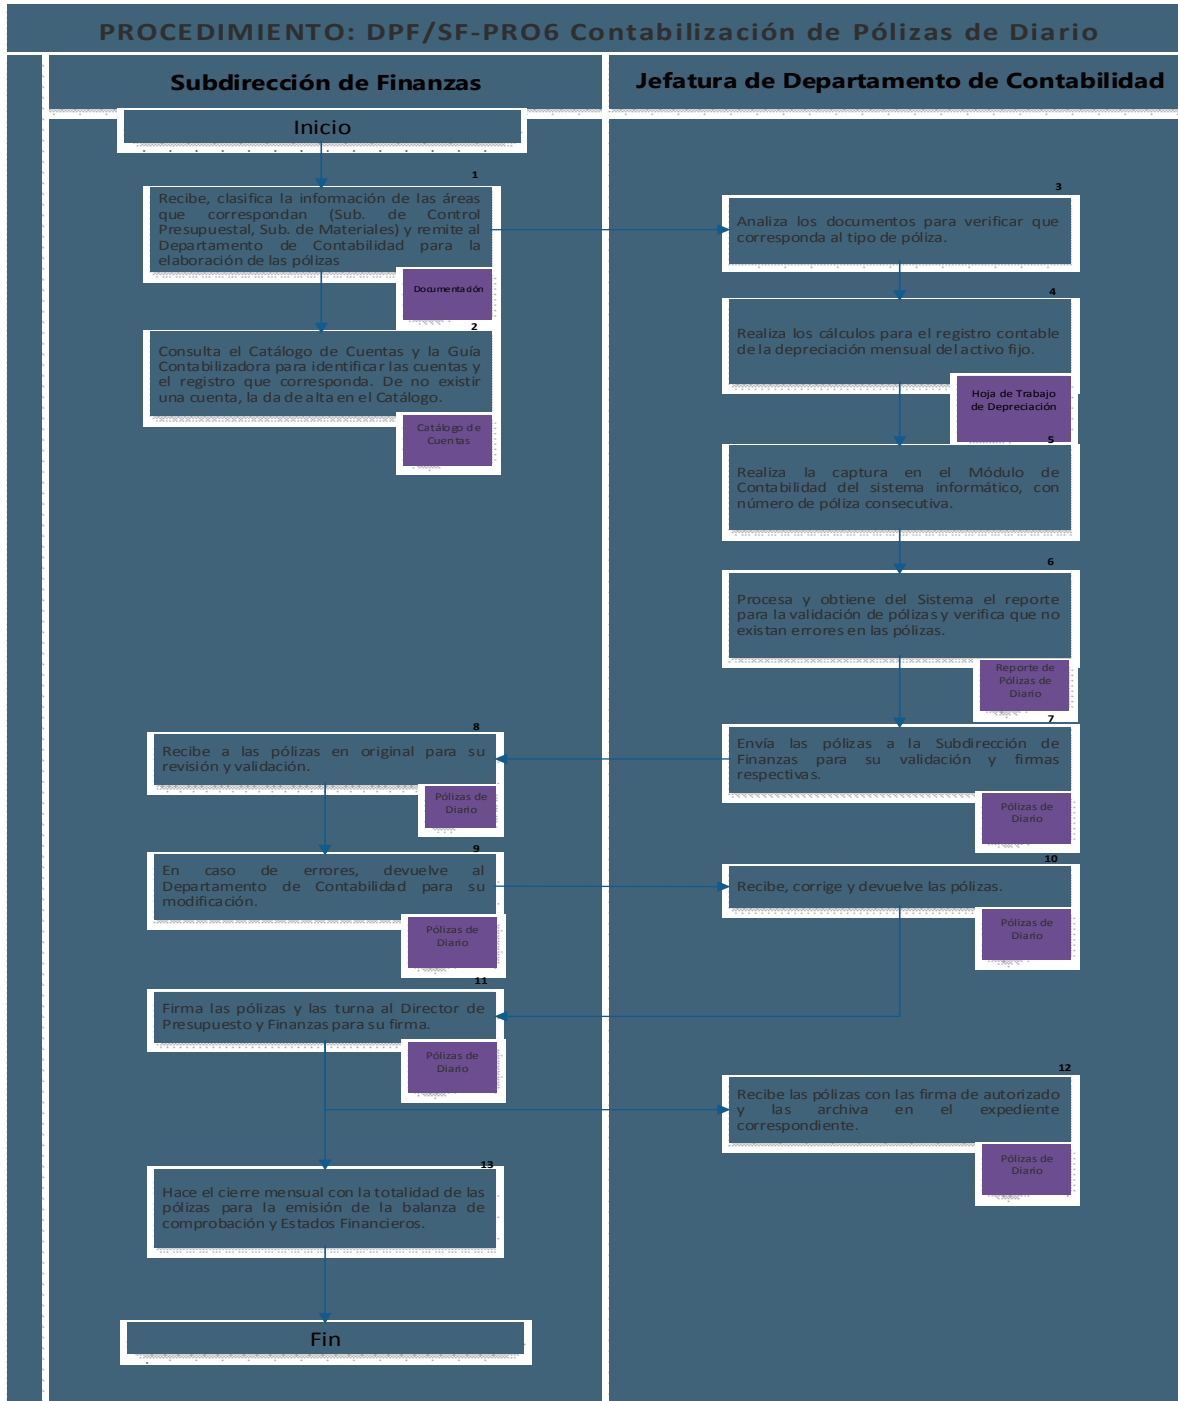 PROCEDIMIENTO: DPF/SF-PRO6 Contabilización de Pólizas de Diario
Subdirección de Finanzas
Jefatura de Departamento de Contabilidad
Inicio
1
Recibe, clasifica la información de las áreas
que correspondan (Sub. de Control
Presupuestal, Sub. de Materiales) y remite al
Departamento de Contabilidad para la
elaboración de las pólizas
Documentación
2
Consulta el Catálogo de Cuentas y la Guía
Contabilizadora para identificar las cuentas y
el registro que corresponda. De no existir
una cuenta, la da de alta en el Catálogo.
Catálogo de
Cuentas
3
Analiza los documentos para verificar que
corresponda al tipo de póliza.
4
Realiza los cálculos para el registro contable
de la depreciación mensual del activo fijo.
Hoja de Trabajo
de Depreciación
5
Realiza la captura en el Módulo de
Contabilidad del sistema informático, con
número de póliza consecutiva.
6
Procesa y obtiene del Sistema el reporte
para la validación de pólizas y verifica que no
existan errores en las pólizas.
Reporte de
Pólizas de
Diario
7
Envía las pólizas a la Subdirección de
Finanzas para su validación y firmas
respectivas.
Pólizas de
Diario
8
Recibe a las pólizas en original para su
revisión y validación.
Pólizas de
Diario
9
En caso de errores, devuelve al
Departamento de Contabilidad para su
modificación.
Pólizas de
Diario
10
Recibe, corrige y devuelve las pólizas.
Pólizas de
Diario
11
Firma las pólizas y las turna al Director de
Presupuesto y Finanzas para su firma.
Pólizas de
Diario
12
Recibe las pólizas con las firma de autorizado
y las archiva en el expediente
correspondiente.
Pólizas de
Diario
13
Hace el cierre mensual con la totalidad de las
pólizas para la emisión de la balanza de
comprobación y Estados Financieros.
Fin